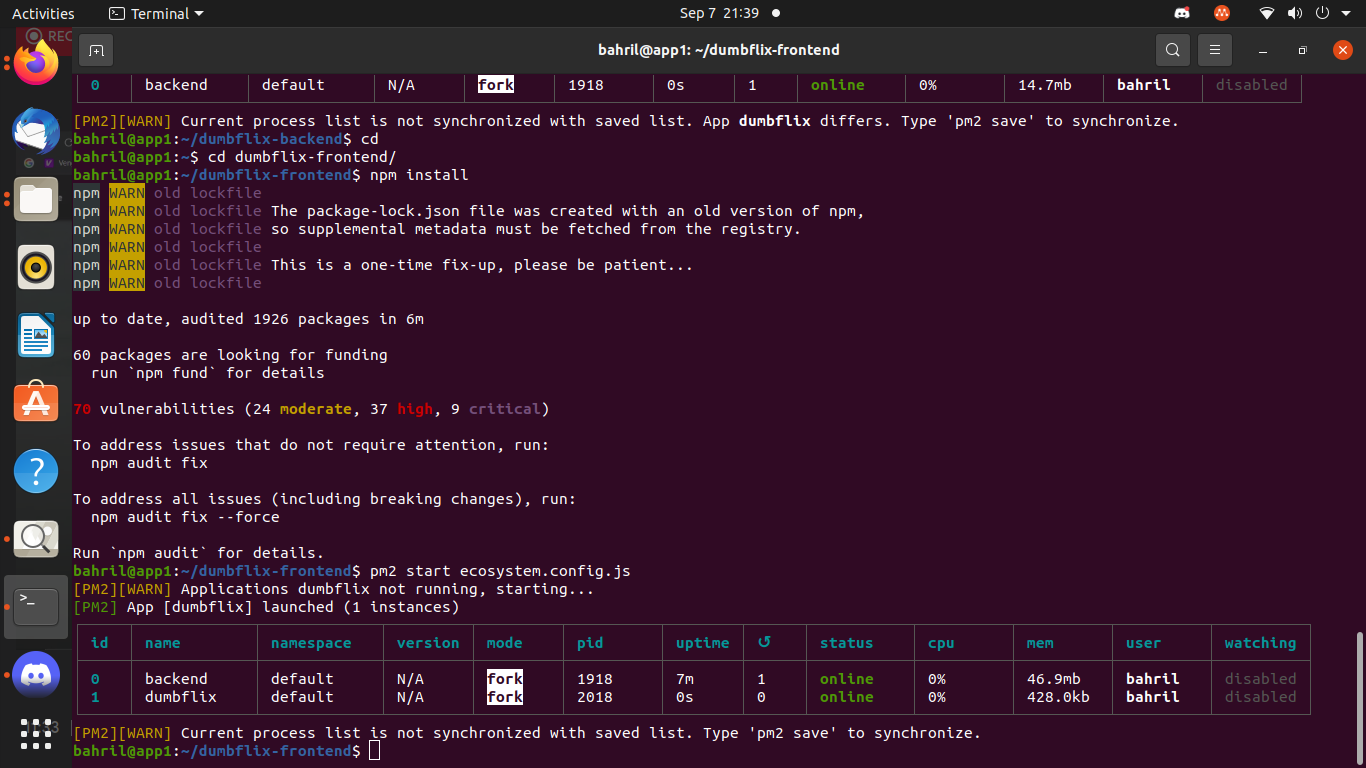 Activities Terminal Sep 7 21:39
REC
bahril@app1: ~/dumbflix-frontend
0 backend default N/A fork 1918 0s 1 online 0% 14.7mb bahril disabled
[PM2][WARN] Current process list is not synchronized with saved list. App dumbflix differs. Type 'pm2 save' to synchronize.
bahril@app1:~/dumbflix-backend$ cd
bahril@app1:~$ cd dumbflix-frontend/
bahril@app1:~/dumbflix-frontend$ npm install
npm WARN old lockfile
npm WARN old lockfile The package-lock.json file was created with an old version of npm,
npm WARN old lockfile so supplemental metadata must be fetched from the registry.
npm WARN old lockfile
npm WARN old lockfile This is a one-time fix-up, please be patient...
npm WARN old lockfile
up to date, audited 1926 packages in 6m
60 packages are looking for funding
run `npm fund` for details
70 vulnerabilities (24 moderate, 37 high, 9 critical)
To address issues that do not require attention, run:
npm audit fix
To address all issues (including breaking changes), run:
npm audit fix --force
Run `npm audit` for details.
bahril@app1:~/dumbflix-frontend$ pm2 start ecosystem.config.js
[PM2][WARN] Applications dumbflix not running, starting...
[PM2] App [dumbflix] launched (1 instances)
id name namespace version mode pid uptime ↺ status cpu mem user watching
0 backend default N/A fork 1918 7m 1 online 0% 46.9mb bahril disabled
1 dumbflix default N/A fork 2018 0s 0 online 0% 428.0kb bahril disabled
[PM2][WARN] Current process list is not synchronized with saved list. Type 'pm2 save' to synchronize.
bahril@app1:~/dumbflix-frontend$